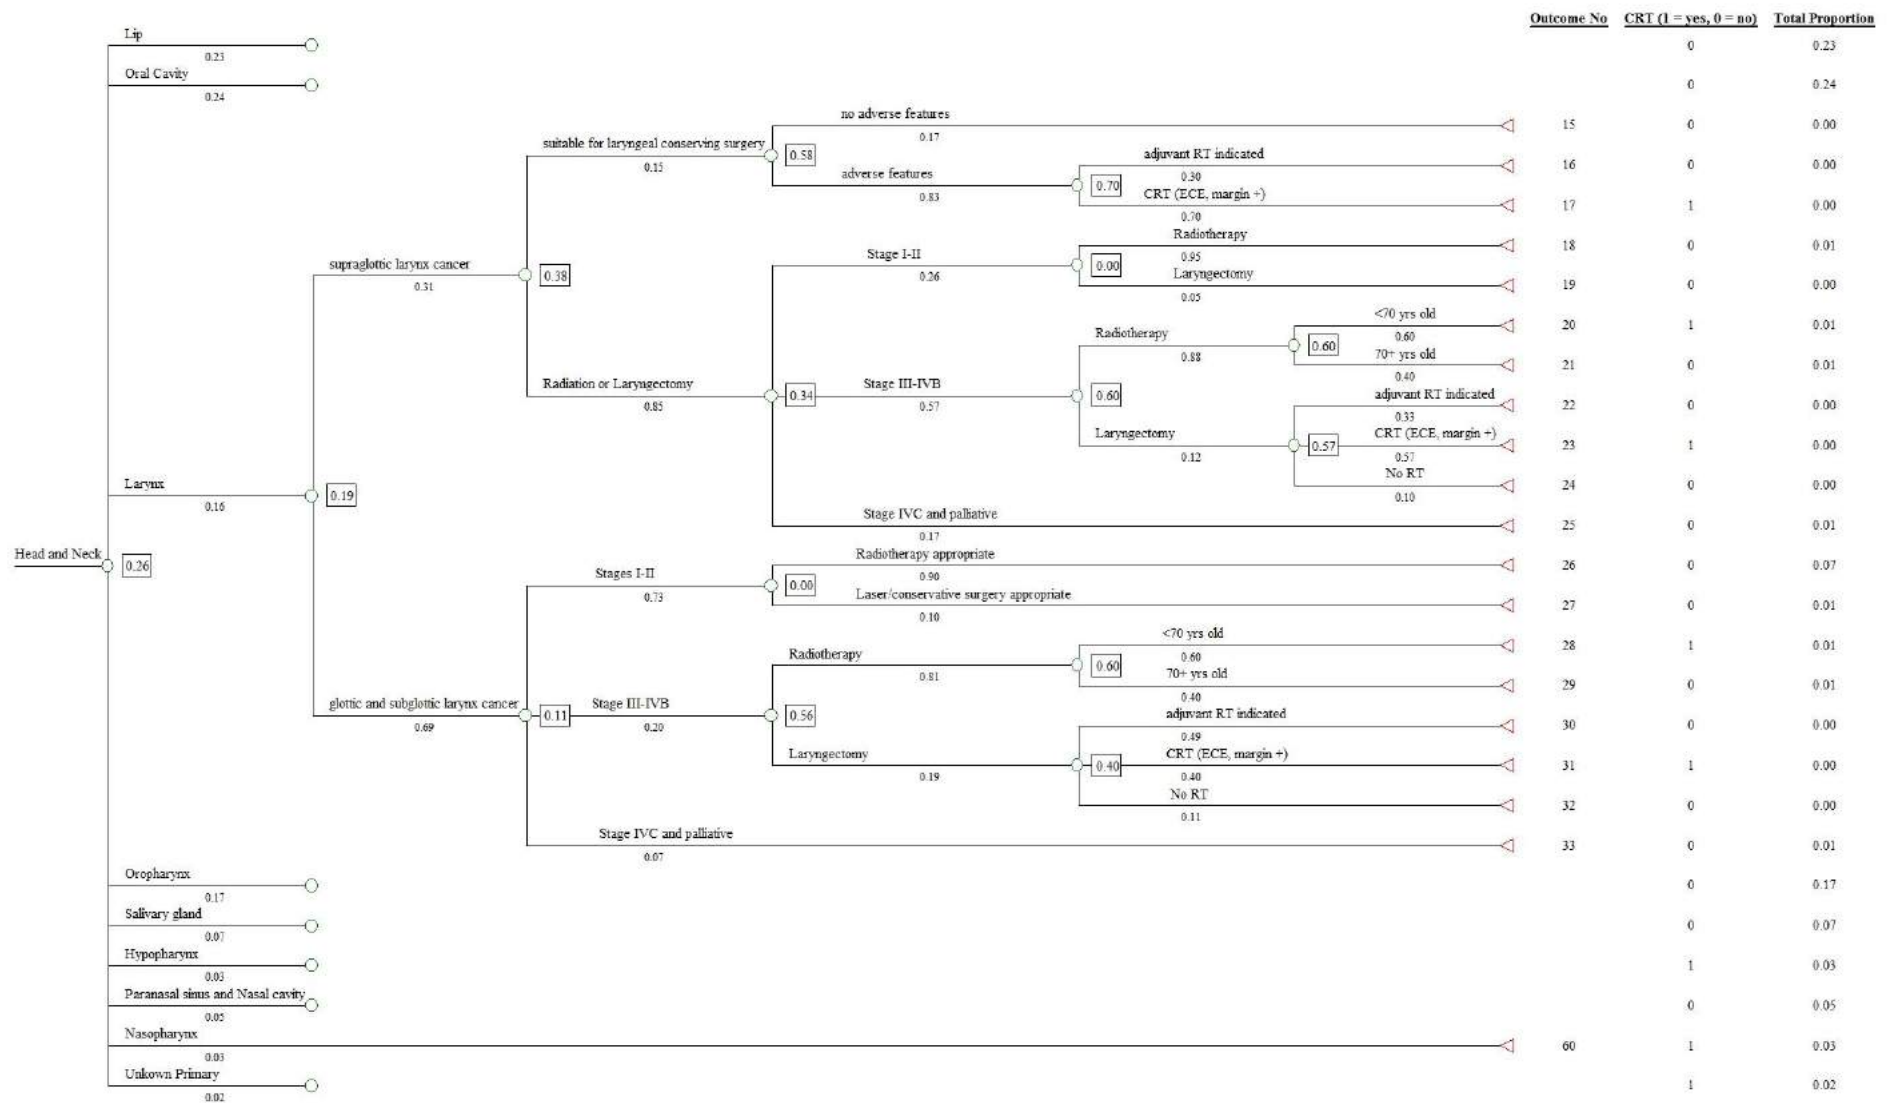 Outcome No CRT (1 = yes, 0 = no) Total Proportion
Lip
0.23
0 0.23
Oral Cavity
0.24
0 0.24
no adverse features
0.17
15 0 0.00
suitable for laryngeal conserving surgery
0.15
0.58
adjuvant RT indicated
0.30
16 0 0.00
adverse features
0.83
0.70
CRT (ECE, margin +)
0.70
17 1 0.00
Radiotherapy
0.95
18 0 0.01
Stage I-II
0.26
0.00
supraglottic larynx cancer
0.31
0.38
Laryngectomy
0.05
19 0 0.00
<70 yrs old
0.60
20 1 0.01
Radiotherapy
0.88
0.60
70+ yrs old
0.40
21 0 0.01
Radiation or Laryngectomy
0.85
0.34
Stage III-IVB
0.57
0.60
adjuvant RT indicated
0.33
22 0 0.00
Laryngectomy
0.12
0.57
CRT (ECE, margin +)
0.57
23 1 0.00
No RT
0.10
24 0 0.00
Larynx
0.16
0.19
Stage IVC and palliative
0.17
25 0 0.01
Head and Neck
0.26
Radiotherapy appropriate
0.90
26 0 0.07
Stages I-II
0.73
0.00
Laser/conservative surgery appropriate
0.10
27 0 0.01
<70 yrs old
0.60
28 1 0.01
Radiotherapy
0.81
0.60
70+ yrs old
0.40
29 0 0.01
glottic and subglottic larynx cancer
0.69
0.11
Stage III-IVB
0.20
0.56
adjuvant RT indicated
0.49
30 0 0.00
Laryngectomy
0.19
0.40
CRT (ECE, margin +)
0.40
31 1 0.00
No RT
0.11
32 0 0.00
Stage IVC and palliative
0.07
33 0 0.01
Oropharynx
0.17
0 0.17
Salivary gland
0.07
0 0.07
Hypopharynx
0.03
1 0.03
Paranasal sinus and Nasal cavity
0.05
0 0.05
Nasopharynx
0.03
60 1 0.03
Unkown Primary
0.02
1 0.02